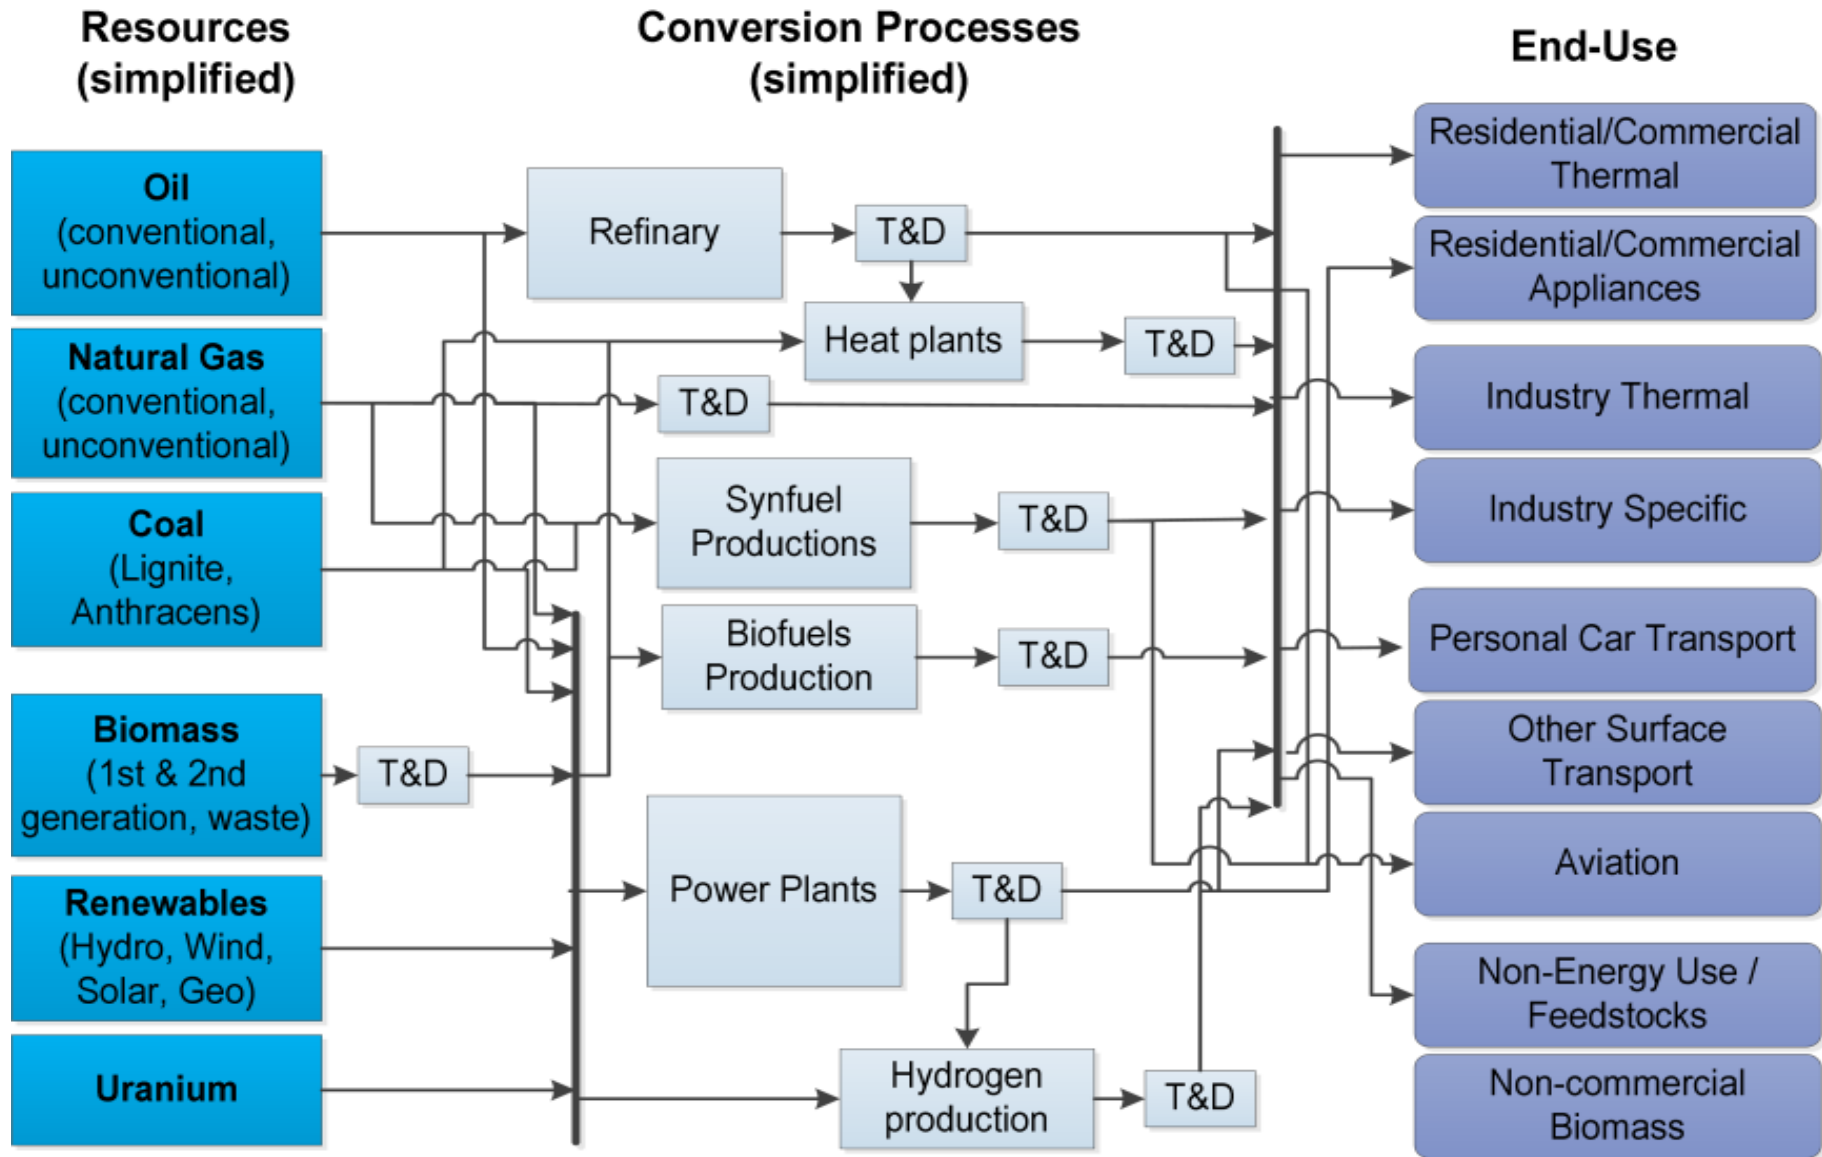 Resources
(simplified)
Conversion Processes
(simplified)
End-Use
Oil
(conventional,
unconventional)
Natural Gas
(conventional,
unconventional)
Coal
(Lignite,
Anthracens)
Biomass
(1st & 2nd
generation, waste)
T&D
Renewables
(Hydro, Wind,
Solar, Geo)
Uranium
Refinary
T&D
Heat plants
T&D
T&D
Synfuel
Productions
T&D
Biofuels
Production
T&D
Power Plants
T&D
Hydrogen
production
T&D
Residential/Commercial
Thermal
Residential/Commercial
Appliances
Industry Thermal
Industry Specific
Personal Car Transport
Other Surface
Transport
Aviation
Non-Energy Use /
Feedstocks
Non-commercial
Biomass